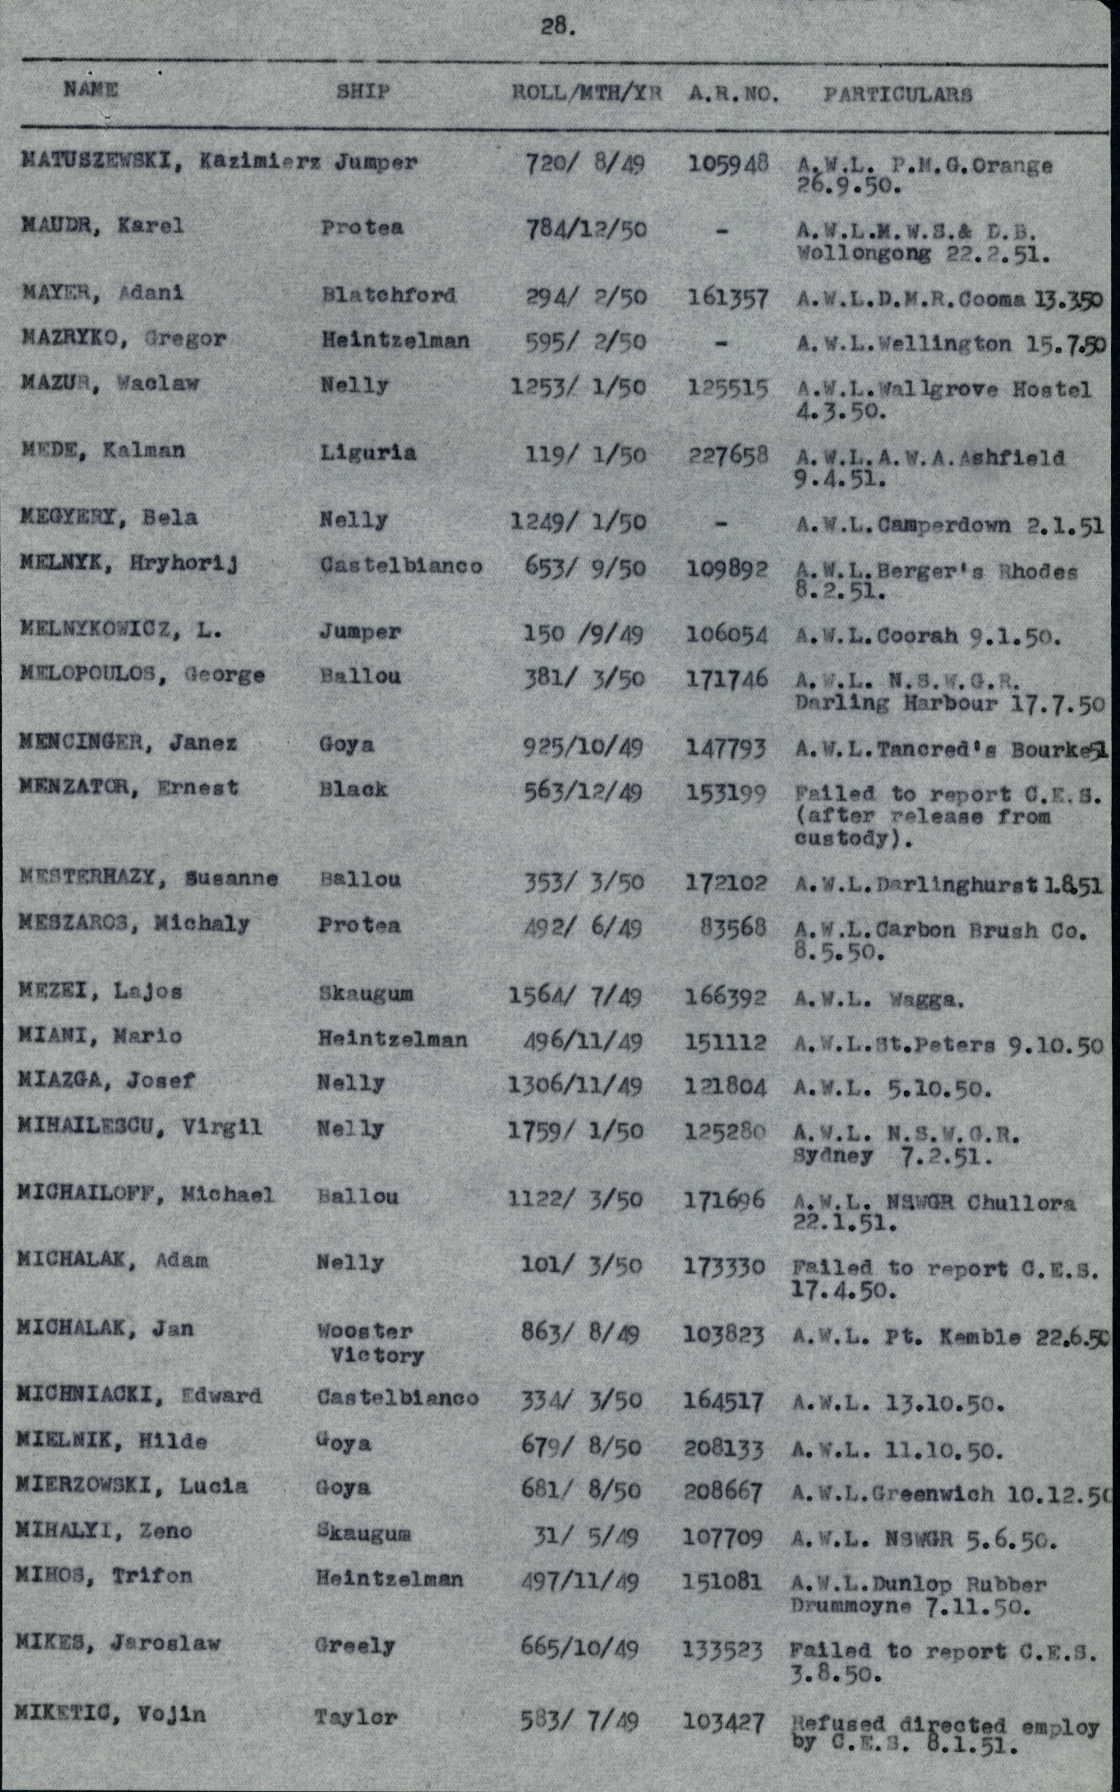 28.
NAME SHIP ROLL/MTH/YR A.R.NO. PARTICULARS
MATUSZEWSKI, Kazimierz Jumper 720/ 8/49 105948 A.W.L. P.M.G.Orange
26.9.50.
MAUDR, Karel Protea 784/12/50 - A.W.L.M.W.S.& D.B.
Wollongong 22.2.51.
MAYER, Adani Blatchford 294/ 2/50 161357 A.W.L.D.M.R.Cooma 13.3.50
MAZRYKO, Gregor Heintzelman 595/ 2/50 - A.W.L.Wellington 15.7.50
MAZUR, Waclaw Nelly 1253/ 1/50 125515 A.W.L.Wallgrove Hostel
4.3.50.
MEDE, Kalman Liguria 119/ 1/50 227658 A.W.L.A.W.A.Ashfield
9.4.51.
MEGYERY, Bela Nelly 1249/ 1/50 - A.W.L.Camperdown 2.1.51
MELNYK, Hryhorij Castelbianco 653/ 9/50 109892 A.W.L.Berger's Rhodes
8.2.51.
MELNYKOWICZ, L. Jumper 150 /9/49 106054 A.W.L.Coorah 9.1.50.
MELOPOULOS, George Ballou 381/ 3/50 171746 A.W.L. N.S.W.G.R.
Darling Harbour 17.7.50
MENCINGER, Janez Goya 925/10/49 147793 A.W.L.Tancred's Bourke51
MENZATOR, Ernest Black 563/12/49 153199 Failed to report C.E.S.
(after release from
custody).
MESTERHAZY, Susanne Ballou 353/ 3/50 172102 A.W.L.Darlinghurst 1.8.51
MESZAROS, Michaly Protea 492/ 6/49 83568 A.W.L.Carbon Brush Co.
8.5.50.
MEZEI, Lajos Skaugum 1564/ 7/49 166392 A.W.L. Wagga.
MIANI, Mario Heintzelman 496/11/49 151112 A.W.L.St.Peters 9.10.50
MIAZGA, Josef Nelly 1306/11/49 121804 A.W.L. 5.10.50.
MIHAILESCU, Virgil Nelly 1759/ 1/50 125280 A.W.L. N.S.W.G.R.
Sydney 7.2.51.
MICHAILOFF, Michael Ballou 1122/ 3/50 171696 A.W.L. NSWGR Chullora
22.1.51.
MICHALAK, Adam Nelly 101/ 3/50 173330 Failed to report C.E.S.
17.4.50.
MICHALAK, Jan Wooster 863/ 8/49 103823 A.W.L. Pt. Kemble 22.6.50
Victory
MICHNIACKI, Edward Castelbianco 334/ 3/50 164517 A.W.L. 13.10.50.
MIELNIK, Hilde Goya 679/ 8/50 208133 A.W.L. 11.10.50.
MIERZOWSKI, Lucia Goya 681/ 8/50 208667 A.W.L.Greenwich 10.12.50
MIHALYI, Zeno Skaugum 31/ 5/49 107709 A.W.L. NSWGR 5.6.50.
MIHOS, Trifon Heintzelman 497/11/49 151081 A.W.L.Dunlop Rubber
Drummoyne 7.11.50.
MIKES, Jaroslaw Greely 665/10/49 133523 Failed to report C.E.S.
3.8.50.
MIKETIC, Vojin Taylor 583/ 7/49 103427 Refused directed employ
by C.E.S. 8.1.51.